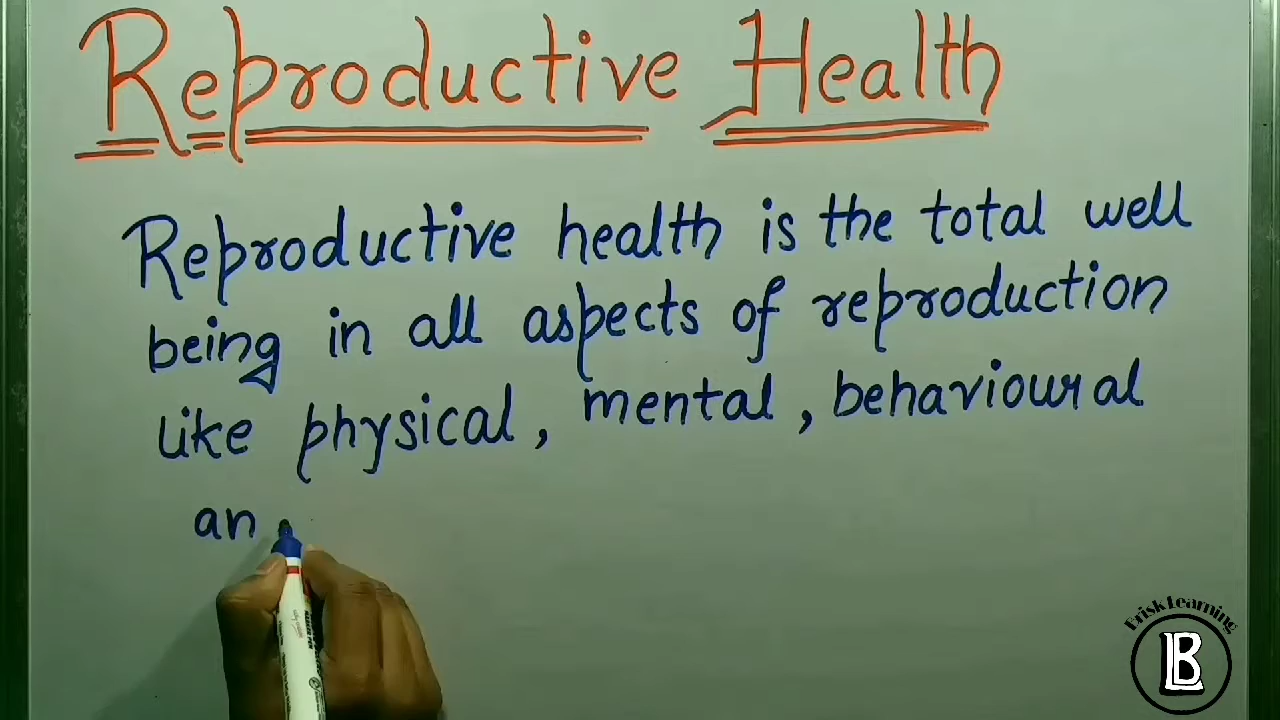 Reproductive Health
Reproductive health is the total well
being in all aspects of reproduction
like physical, mental, behavioural
an
Brisk Learning
LB